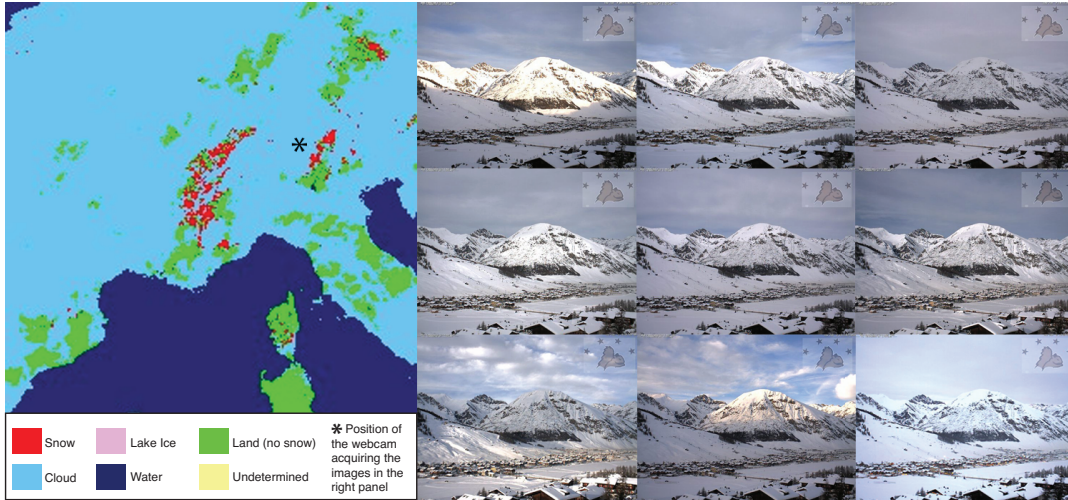 Snow
Lake Ice
Land (no snow)
Cloud
Water
Undetermined
* Position of
the webcam
acquiring the
images in the
right panel